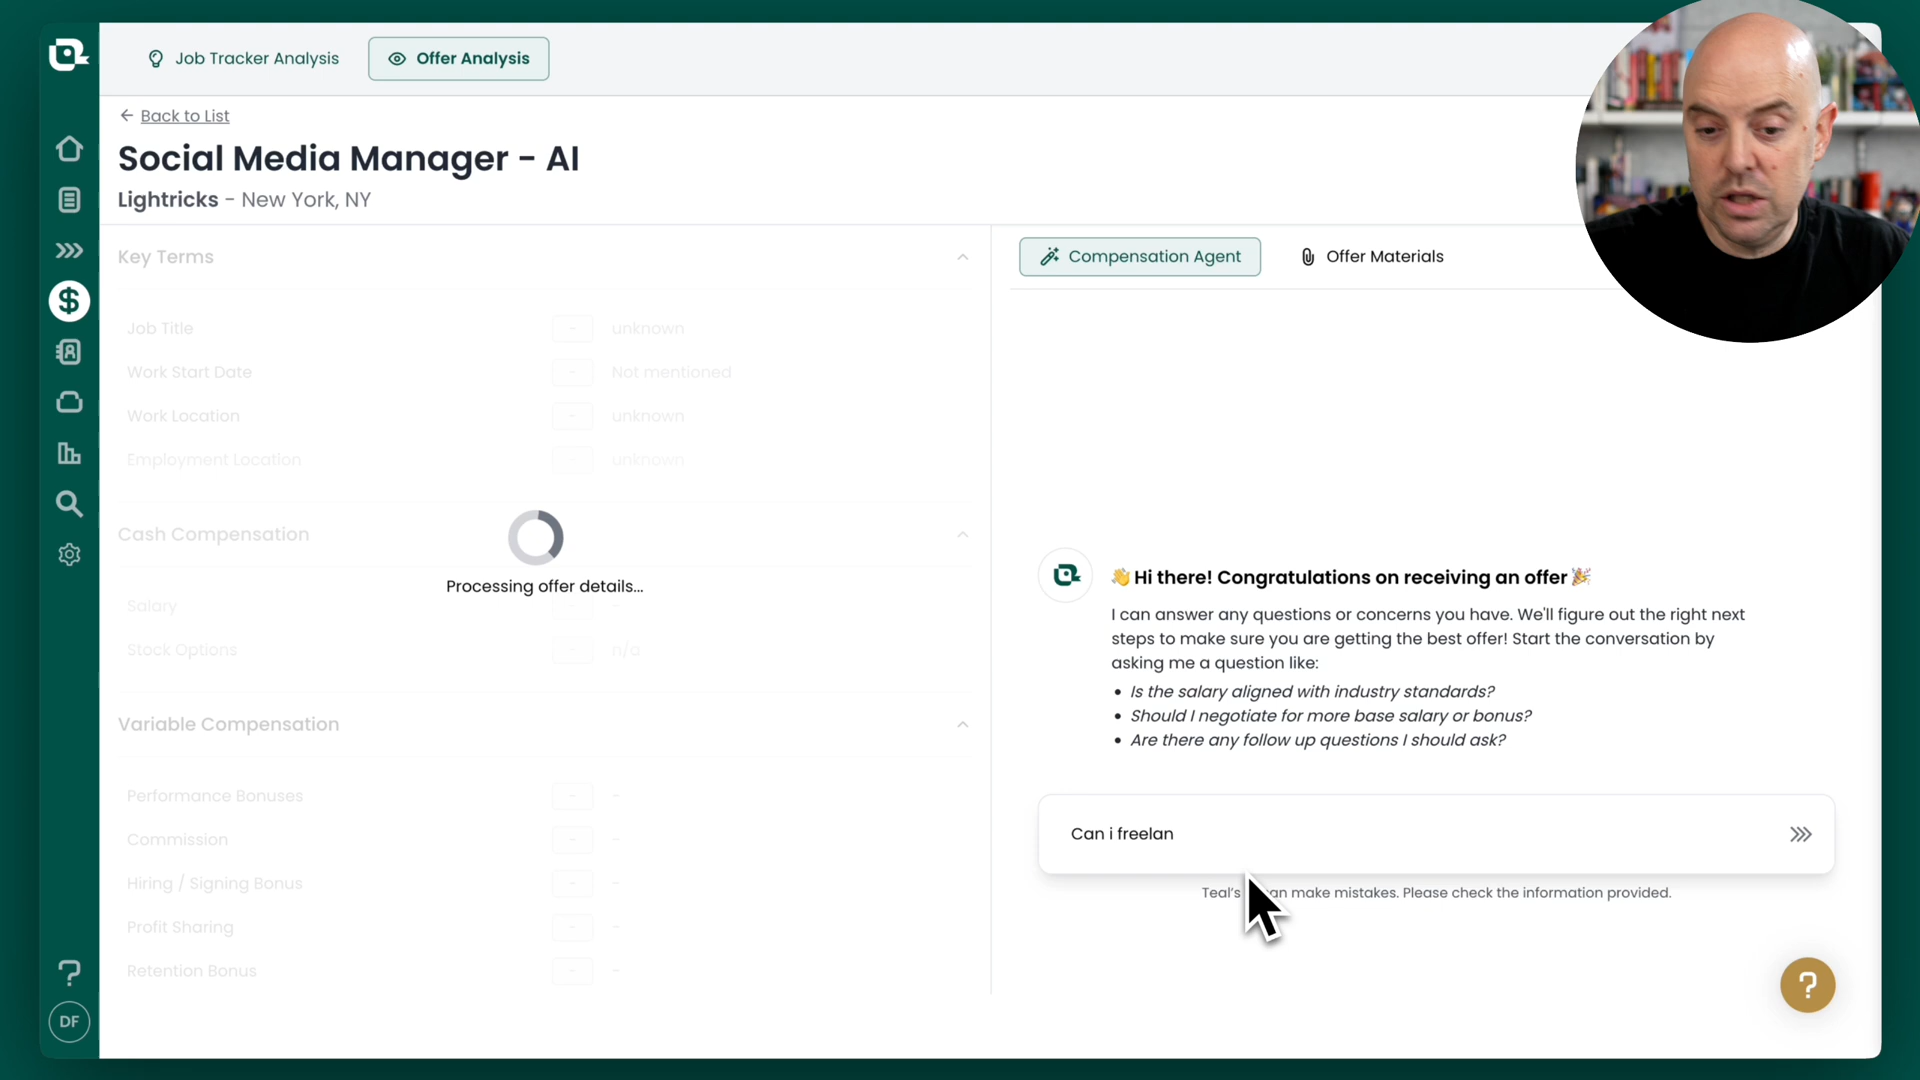 Job Tracker Analysis
Offer Analysis
Back to List
Social Media Manager - AI
Lightricks - New York, NY
Key Terms
Job Title - unknown
Work Start Date - Not mentioned
Work Location - unknown
Employment Location - unknown
Cash Compensation
Processing offer details...
Salary - -
Stock Options - n/a
Variable Compensation
Performance Bonuses - -
Commission - -
Hiring / Signing Bonus - -
Profit Sharing - -
Retention Bonus - -
DF
Compensation Agent
Offer Materials
👋 Hi there! Congratulations on receiving an offer 🎉
I can answer any questions or concerns you have. We'll figure out the right next
steps to make sure you are getting the best offer! Start the conversation by
asking me a question like:
• Is the salary aligned with industry standards?
• Should I negotiate for more base salary or bonus?
• Are there any follow up questions I should ask?
Can i freelan
Teal's an make mistakes. Please check the information provided.
?